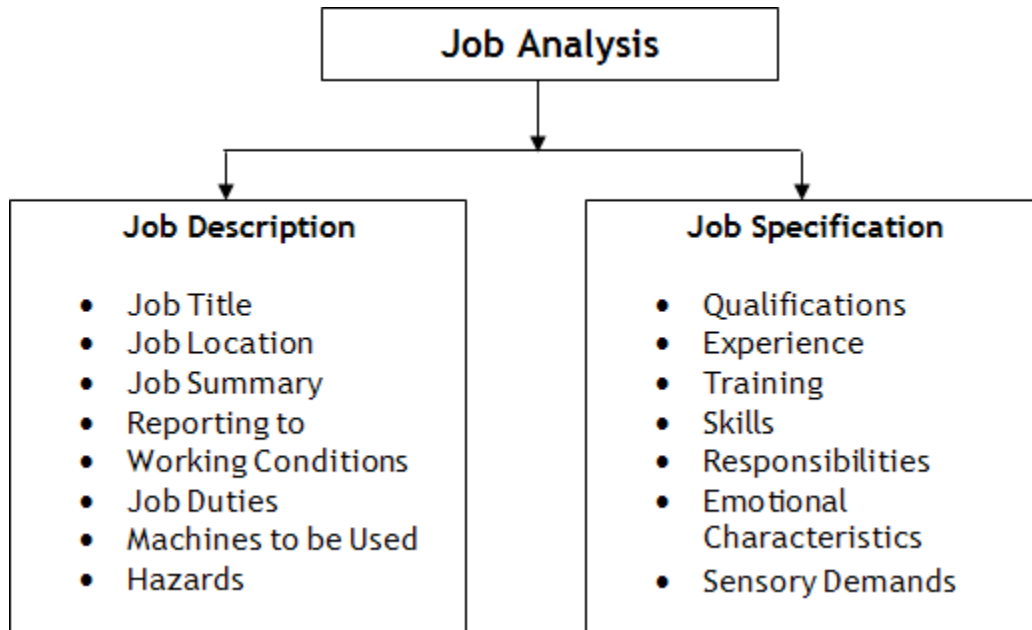 Job Analysis
Job Description
• Job Title
• Job Location
• Job Summary
• Reporting to
• Working Conditions
• Job Duties
• Machines to be Used
• Hazards
Job Specification
• Qualifications
• Experience
• Training
• Skills
• Responsibilities
• Emotional
Characteristics
• Sensory Demands